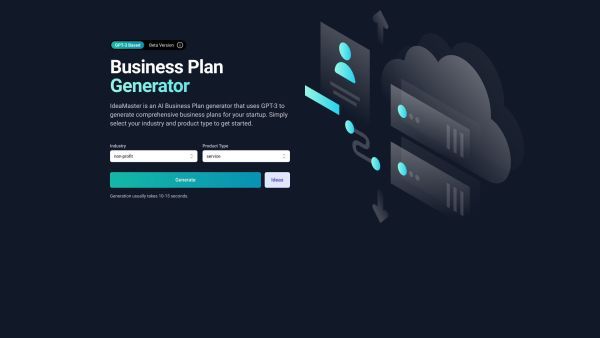 GPT-3 Based Beta Version
Business Plan
Generator
IdeaMaster is an AI Business Plan generator that uses GPT-3 to
generate comprehensive business plans for your startup. Simply
select your industry and product type to get started.
Industry Product Type
non-profit service
Generate Ideas
Generation usually takes 10-15 seconds.